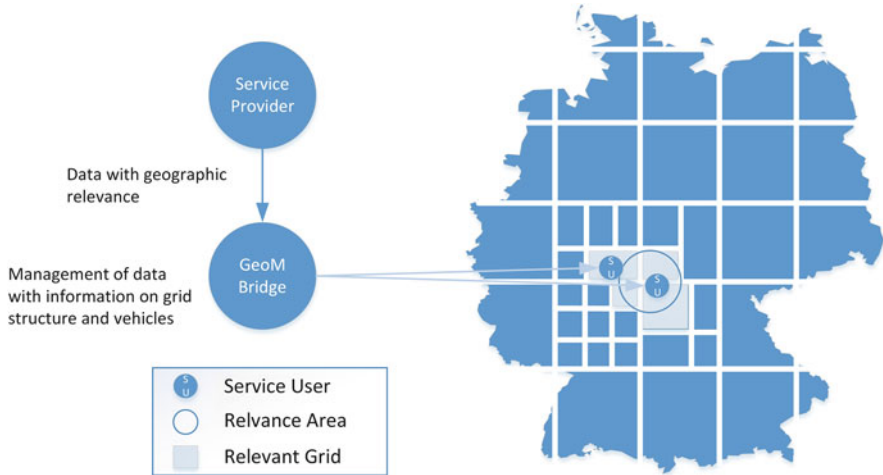 Service
Provider
Data with geographic
relevance
GeoM
Bridge
Management of data
with information on grid
structure and vehicles
S
U
S
U
S
U
Service User
Relvance Area
Relevant Grid